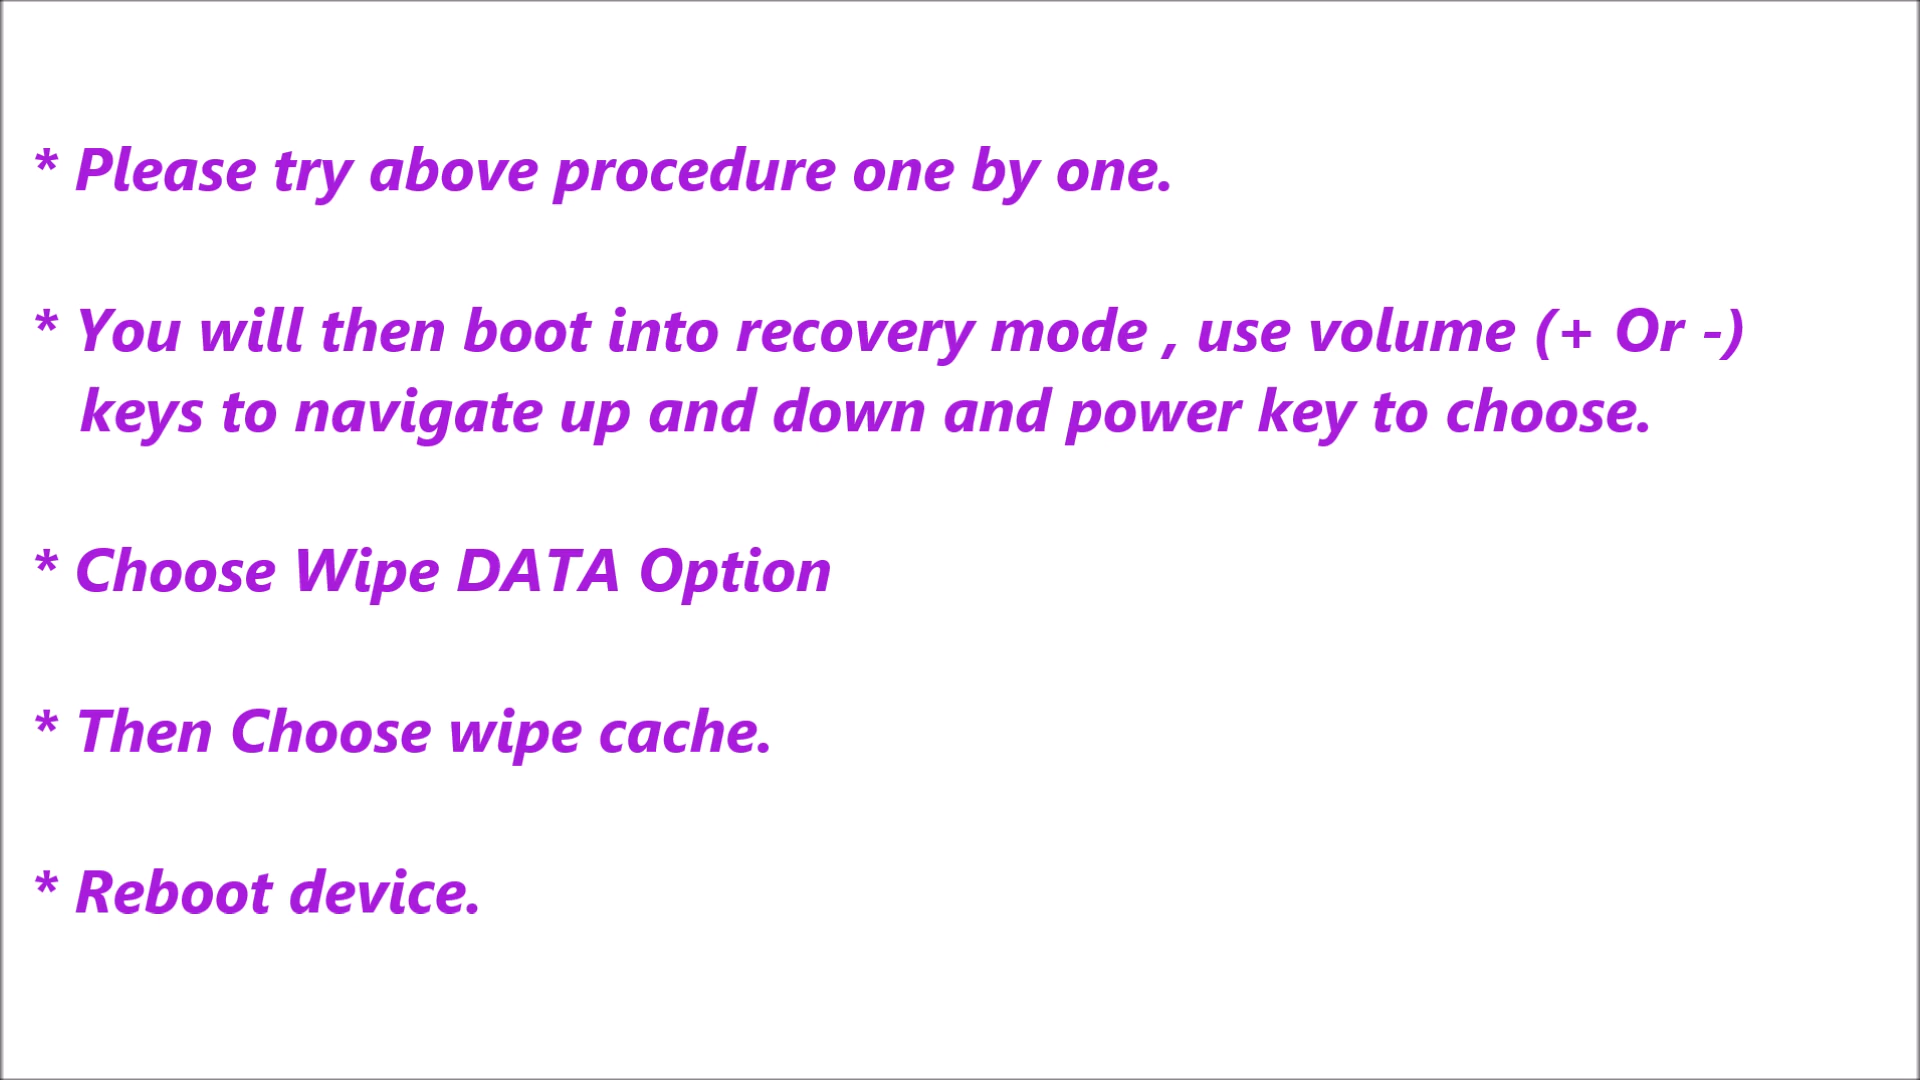 * Please try above procedure one by one.
* You will then boot into recovery mode , use volume (+ Or -)
keys to navigate up and down and power key to choose.
* Choose Wipe DATA Option
* Then Choose wipe cache.
* Reboot device.